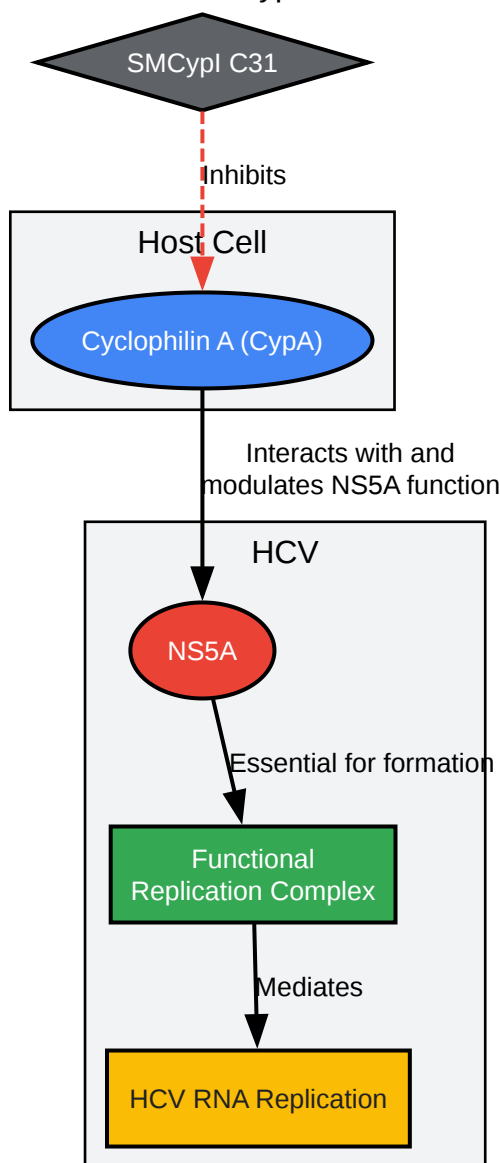 SMCypI C31
Inhibits
Host Cell
Cyclophilin A (CypA)
Interacts with and
modulates NS5A function
HCV
NS5A
Essential for formation
Functional
Replication Complex
Mediates
HCV RNA Replication